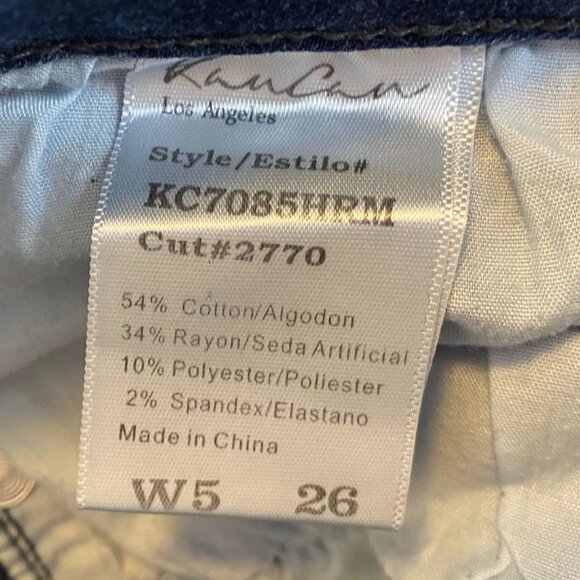 KanCan
Los Angeles
Style/Estilo#
KC7085HRM
Cut#2770
54% Cotton/Algodon
34% Rayon/Seda Artificial
10% Polyester/Poliester
2% Spandex/Elastano
Made in China
W5 26